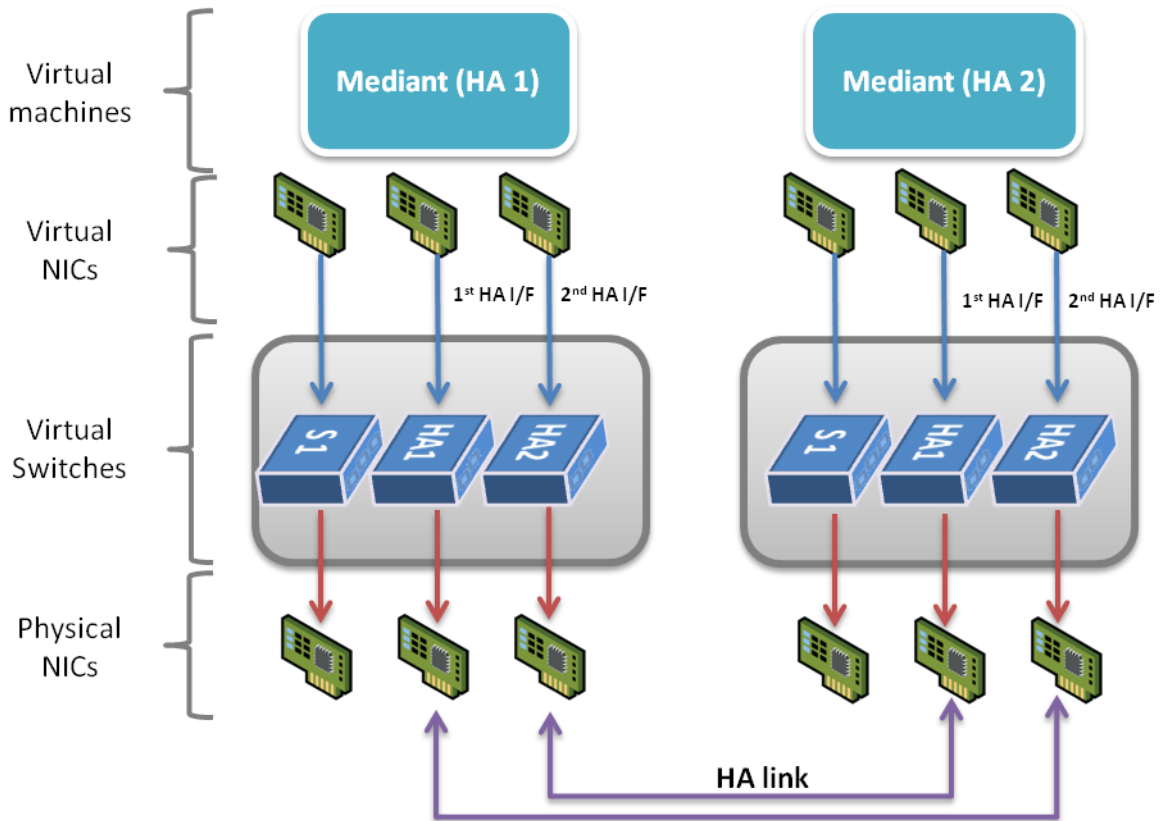 Virtual
machines
Mediant (HA 1)
Mediant (HA 2)
Virtual
NICs
1st HA I/F
2nd HA I/F
1st HA I/F
2nd HA I/F
Virtual
Switches
S1
HA1
HA2
S1
HA1
HA2
Physical
NICs
HA link